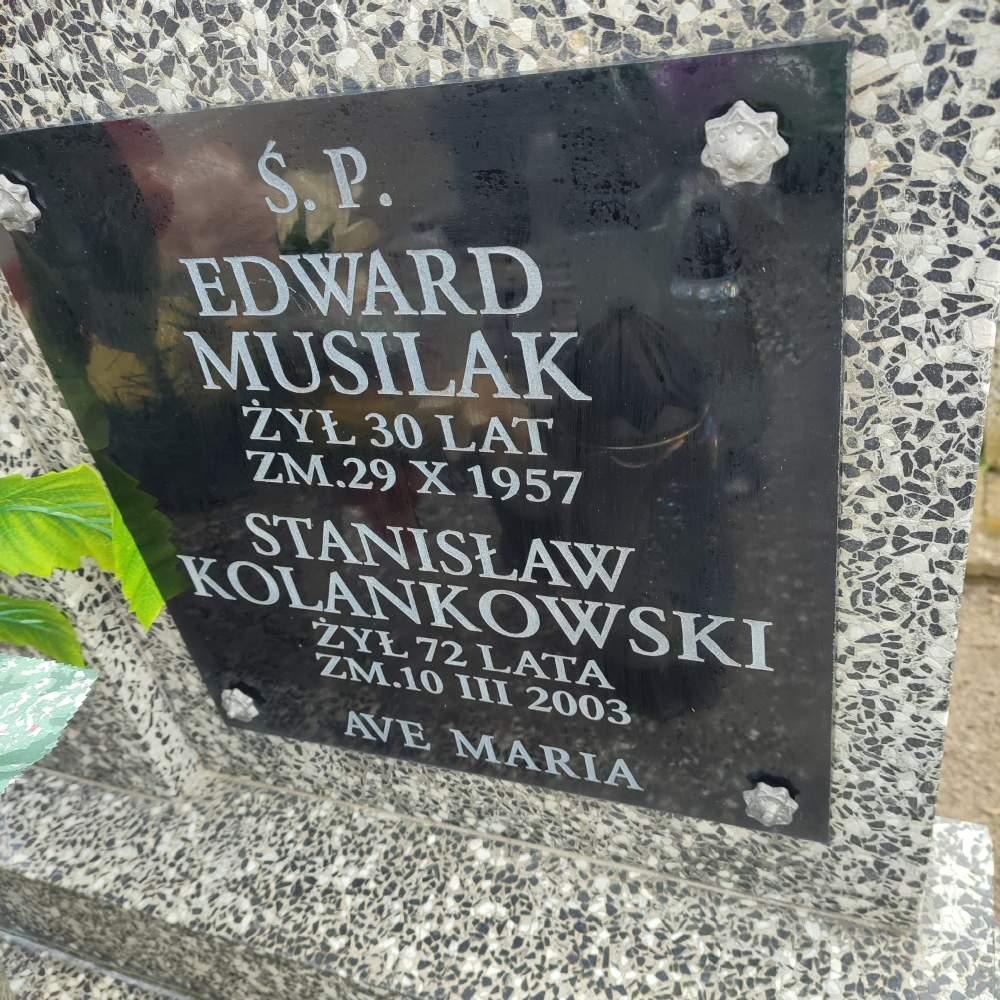 Ś. P.
EDWARD
MUSILAK
ŻYŁ 30 LAT
ZM.29 X 1957
STANISŁAW
KOLANKOWSKI
ŻYŁ 72 LATA
ZM.10 III 2003
AVE MARIA